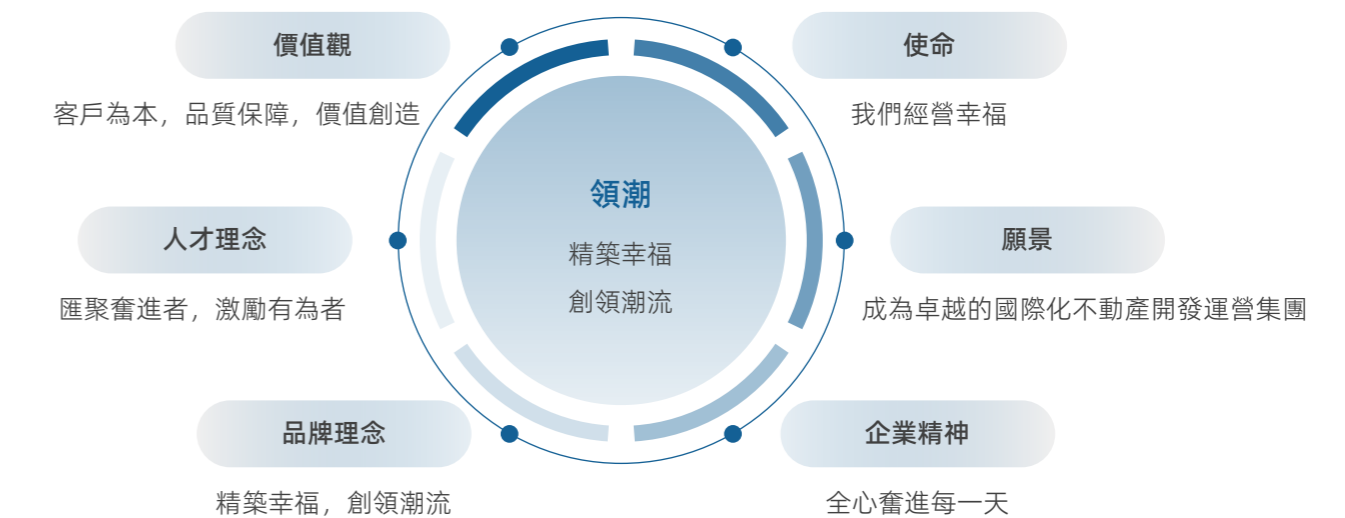 價值觀
客戶為本，品質保障，價值創造
使命
我們經營幸福
領潮
精築幸福
創領潮流
人才理念
匯聚奮進者，激勵有為者
願景
成為卓越的國際化不動產開發運營集團
品牌理念
精築幸福，創領潮流
企業精神
全心奮進每一天